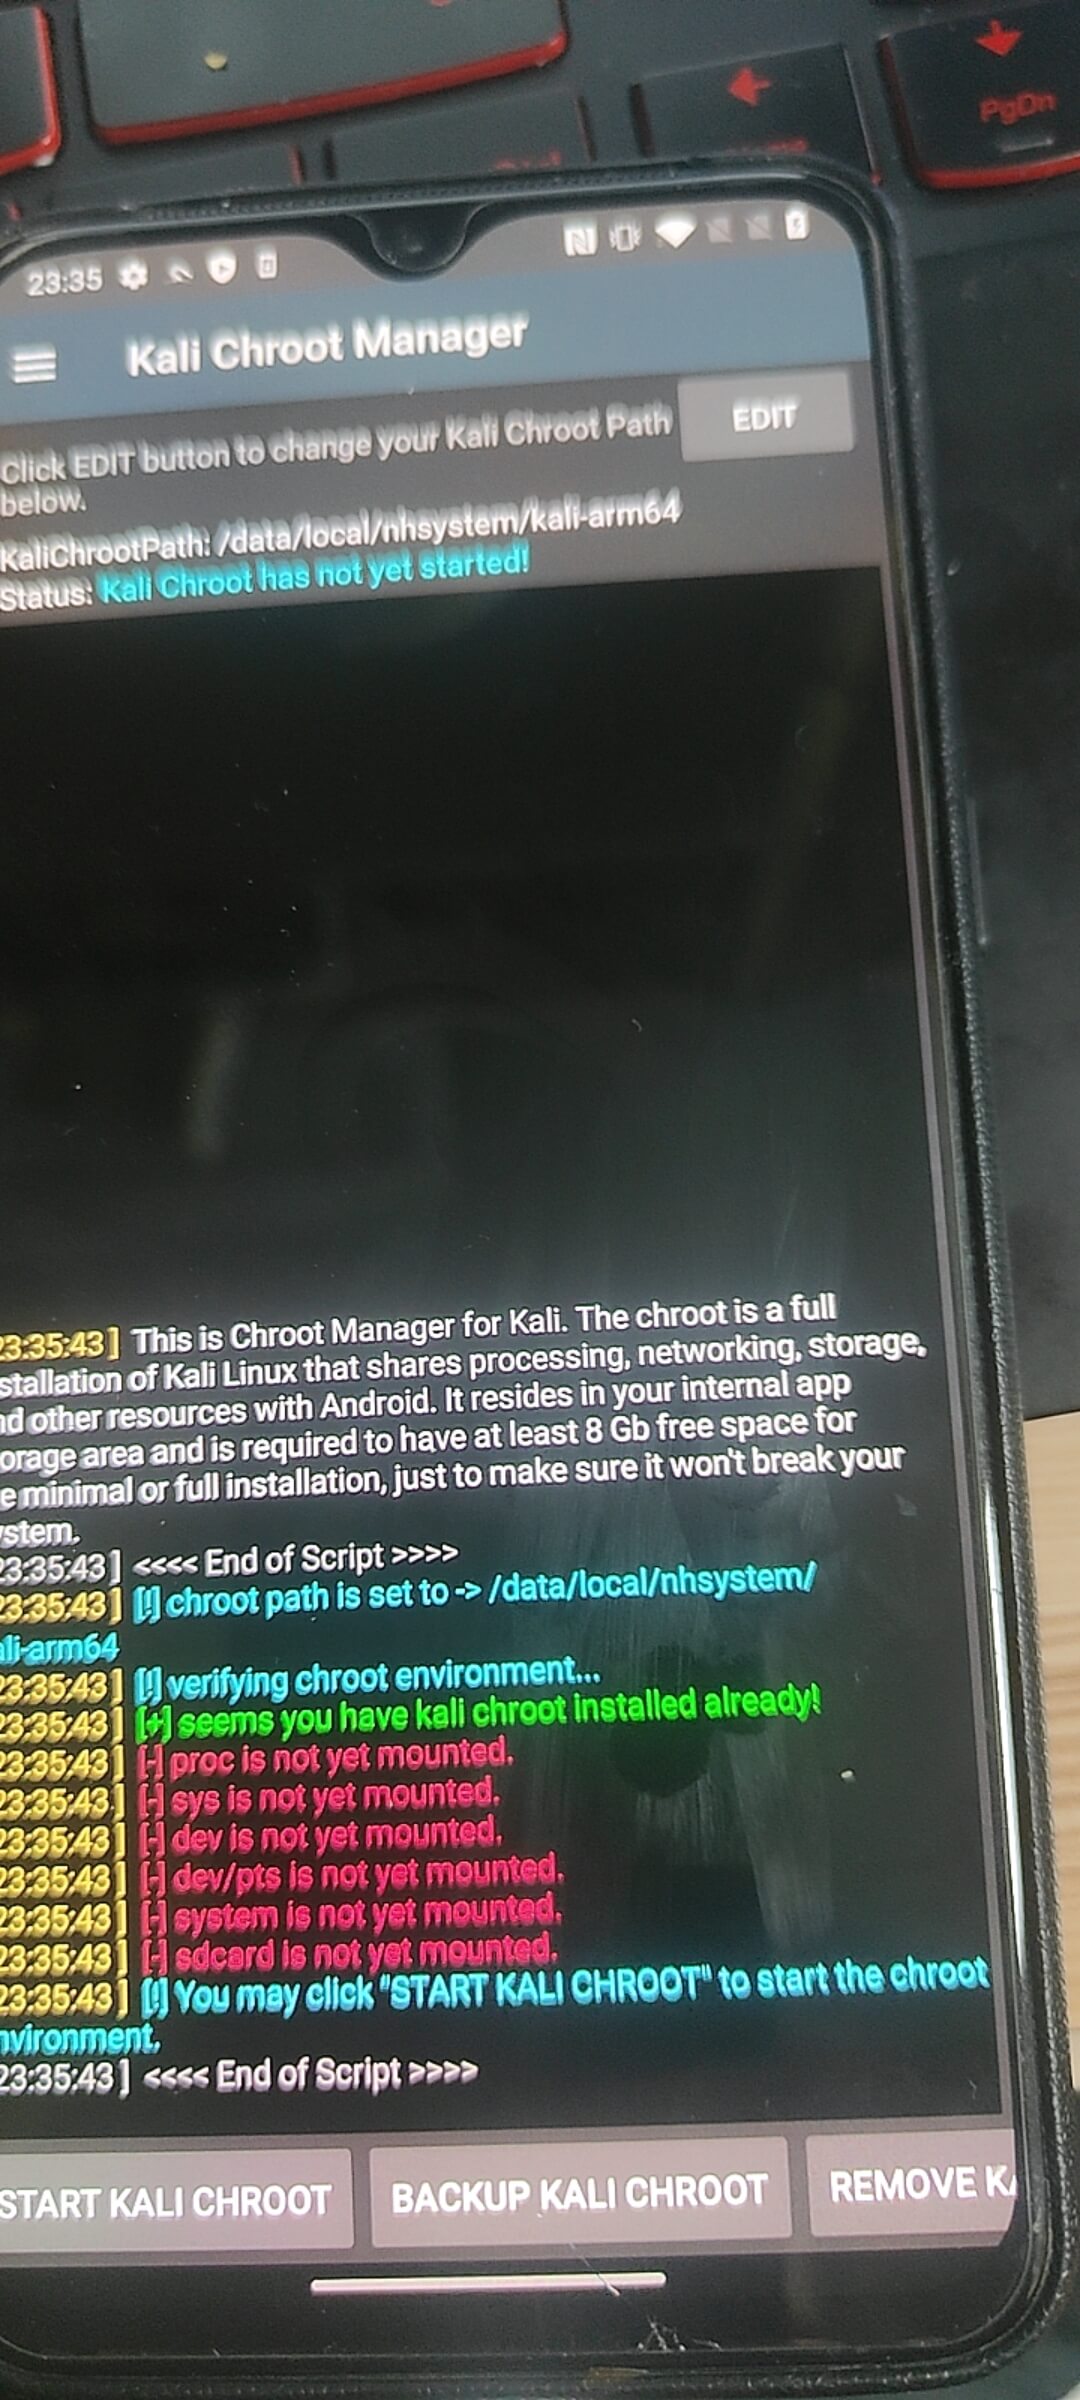 PgDn
23:35
Kali Chroot Manager
Click EDIT button to change your Kali Chroot Path
below.
EDIT
KaliChrootPath: /data/local/nhsystem/kali-arm64
Status: Kali Chroot has not yet started!
23:35:43] This is Chroot Manager for Kali. The chroot is a full
stallation of Kali Linux that shares processing, networking, storage,
nd other resources with Android. It resides in your internal app
orage area and is required to have at least 8 Gb free space for
e minimal or full installation, just to make sure it won't break your
ystem.
23:35:43] <<<< End of Script >>>>
23:35:43] [!] chroot path is set to -> /data/local/nhsystem/
ali-arm64
23:35:43] [!] verifying chroot environment...
23:35:43] [+] seems you have kali chroot installed already!
23:35:43] [-] proc is not yet mounted.
23:35:43] [-] sys is not yet mounted.
23:35:43] [-] dev is not yet mounted.
23:35:43] [-] dev/pts is not yet mounted.
23:35:43] [-] system is not yet mounted.
23:35:43] [-] sdcard is not yet mounted.
23:35:43] [!] You may click "START KALI CHROOT" to start the chroot
nvironment.
23:35:43] <<<< End of Script >>>>
START KALI CHROOT
BACKUP KALI CHROOT
REMOVE KA